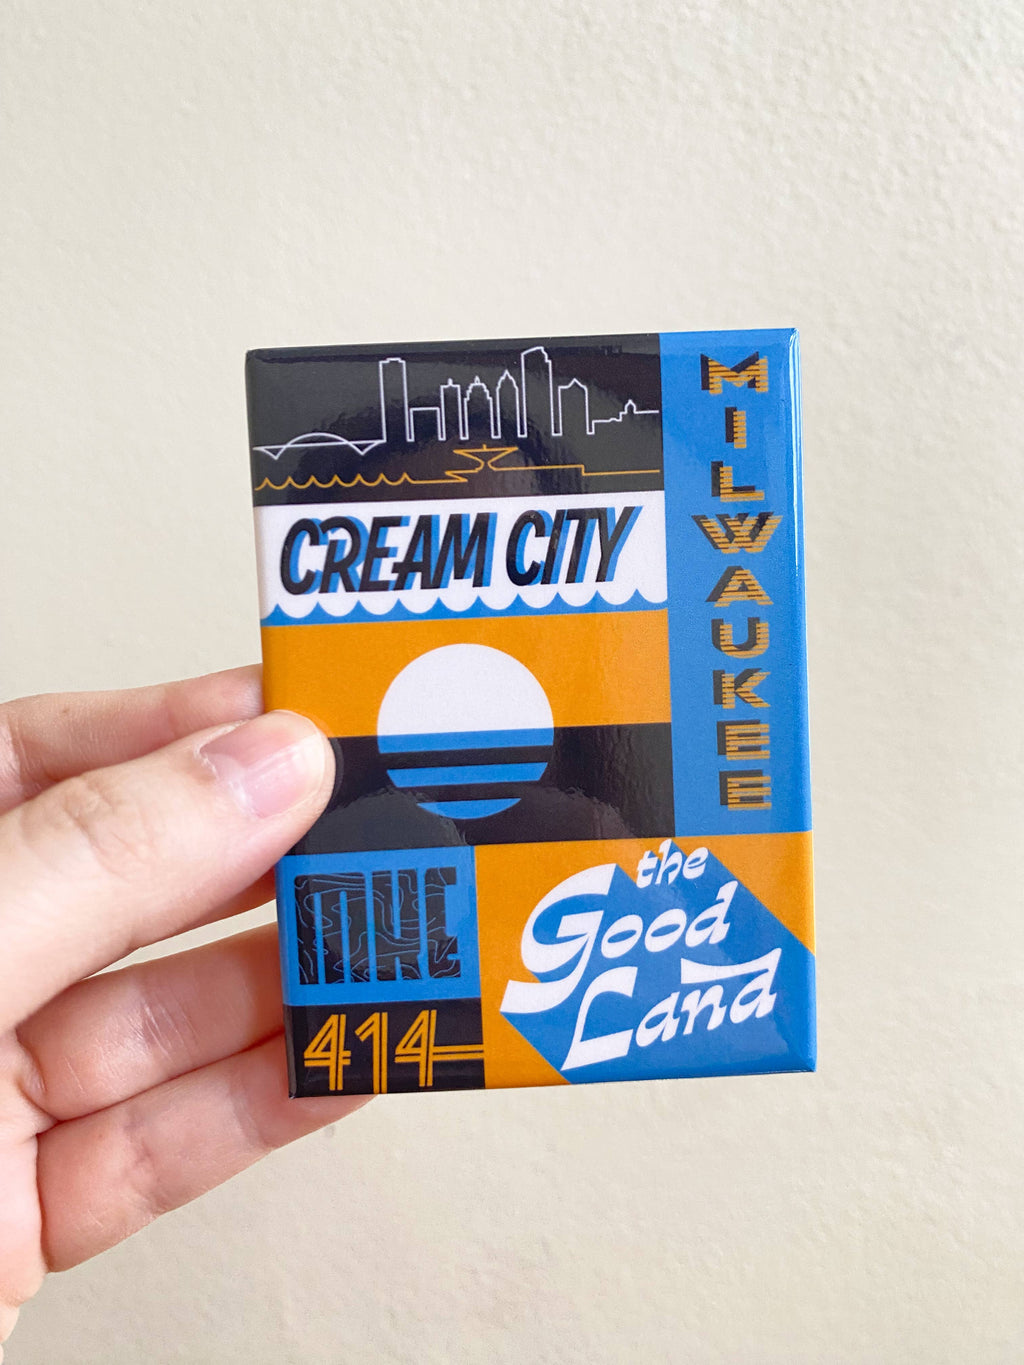 CREAM CITY
MILWAUKEE
MKE
414
the
Good
Land